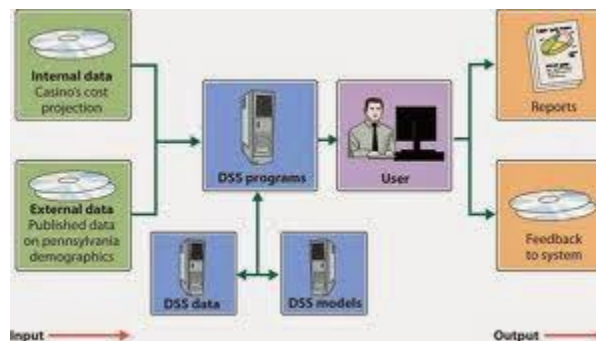 Internal data
Casino's cost
projection
External data
Published data
on pennsylvania
demographics
DSS programs
User
DSS data
DSS models
Reports
Feedback
to system
Input
Output